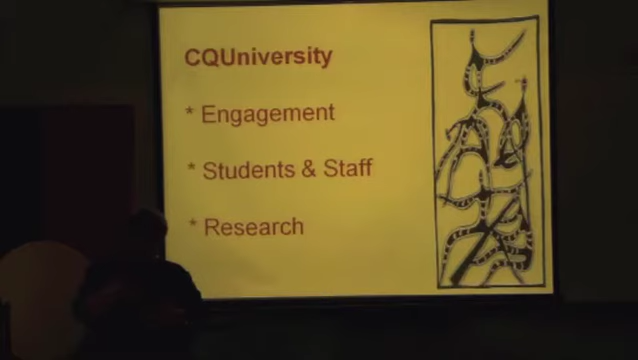 CQUniversity
* Engagement
* Students & Staff
* Research